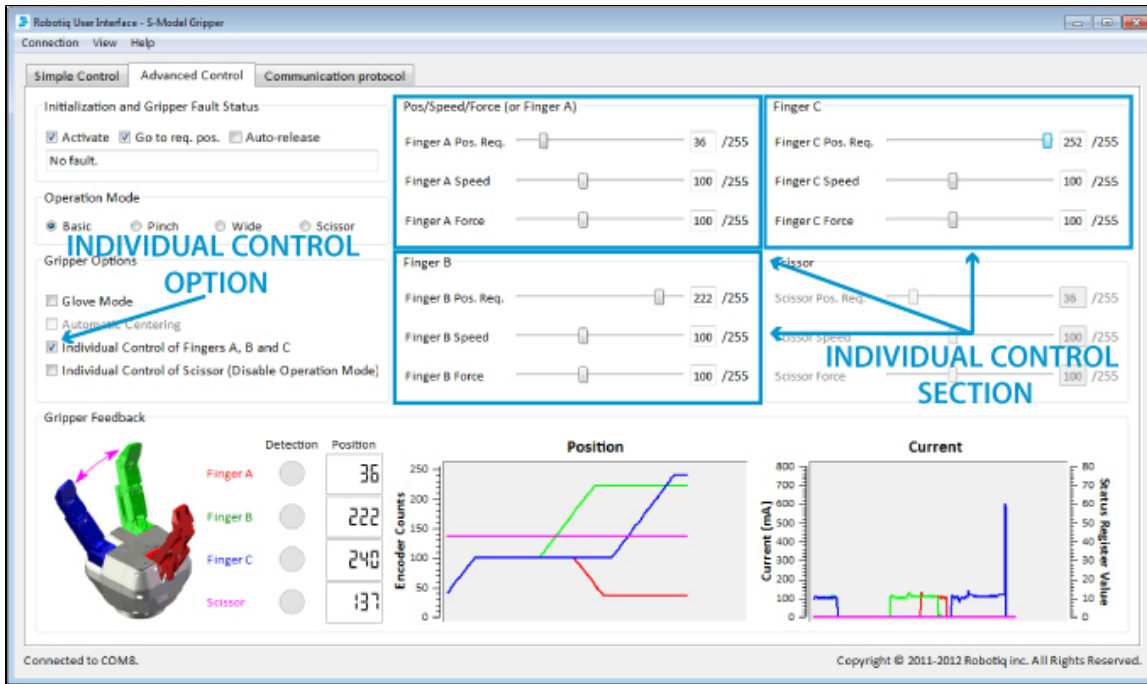 Robotiq User Interface - S-Model Gripper
Connection View Help
Simple Control Advanced Control Communication protocol
Initialization and Gripper Fault Status
Activate Go to req. pos. Auto-release
No fault.
Operation Mode
Basic Pinch Wide Scissor
INDIVIDUAL CONTROL
OPTION
Gripper Options
Glove Mode
Automatic Centering
Individual Control of Fingers A, B and C
Individual Control of Scissor (Disable Operation Mode)
Pos/Speed/Force (or Finger A)
Finger A Pos. Req. 36 /255
Finger A Speed 100 /255
Finger A Force 100 /255
Finger C
Finger C Pos. Req. 252 /255
Finger C Speed 100 /255
Finger C Force 100 /255
Finger B
Finger B Pos. Req. 222 /255
Finger B Speed 100 /255
Finger B Force 100 /255
Scissor
Scissor Pos. Req. 36 /255
Scissor Speed 100 /255
Scissor Force 100 /255
INDIVIDUAL CONTROL
SECTION
Gripper Feedback
Detection Position
Finger A 36
Finger B 222
Finger C 240
Scissor 137
Position
Encoder Counts
250
200
150
100
50
0
Current
Current (mA)
800
700
600
500
400
300
200
100
0
80
70
60
50
40
30
20
10
0
Status Register Value
Connected to COM8.
Copyright © 2011-2012 Robotiq inc. All Rights Reserved.